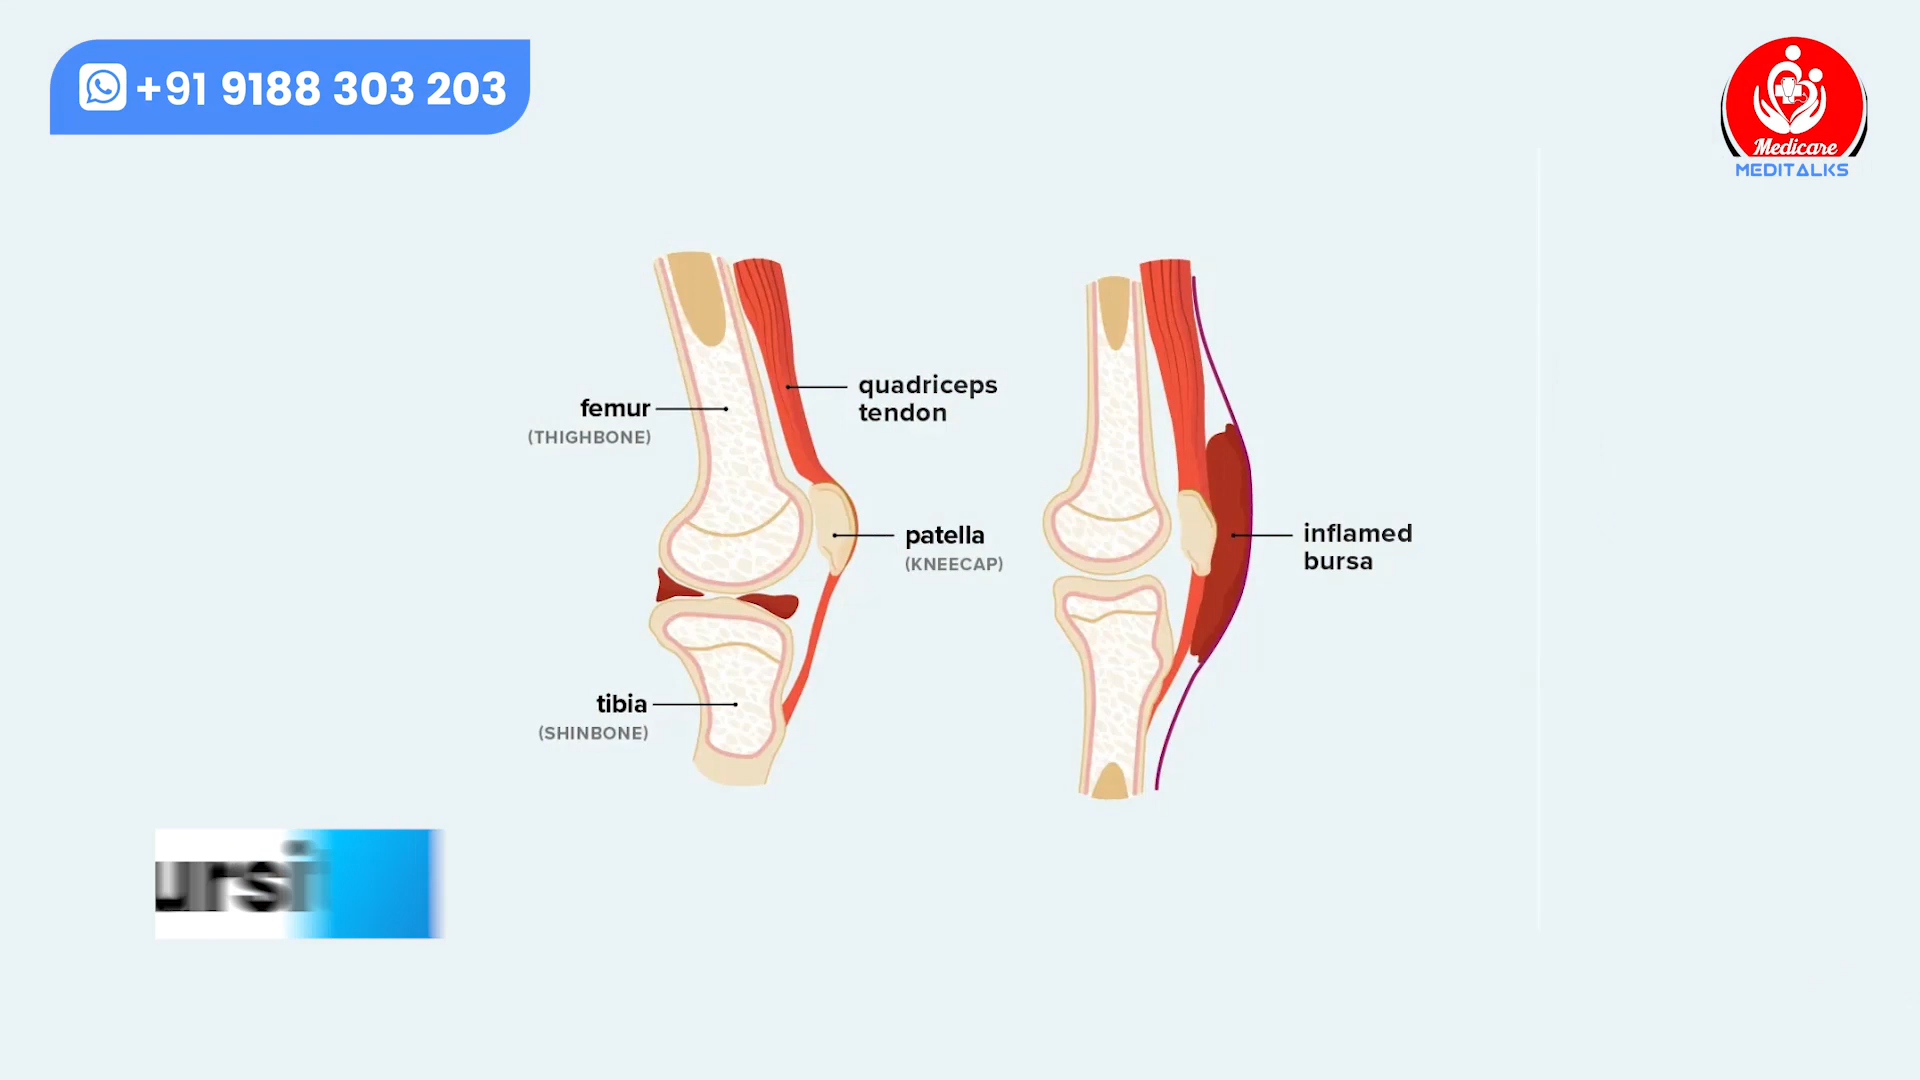 +91 9188 303 203
Medicare
MEDITALKS
femur
(THIGHBONE)
quadriceps
tendon
patella
(KNEECAP)
inflamed
bursa
tibia
(SHINBONE)